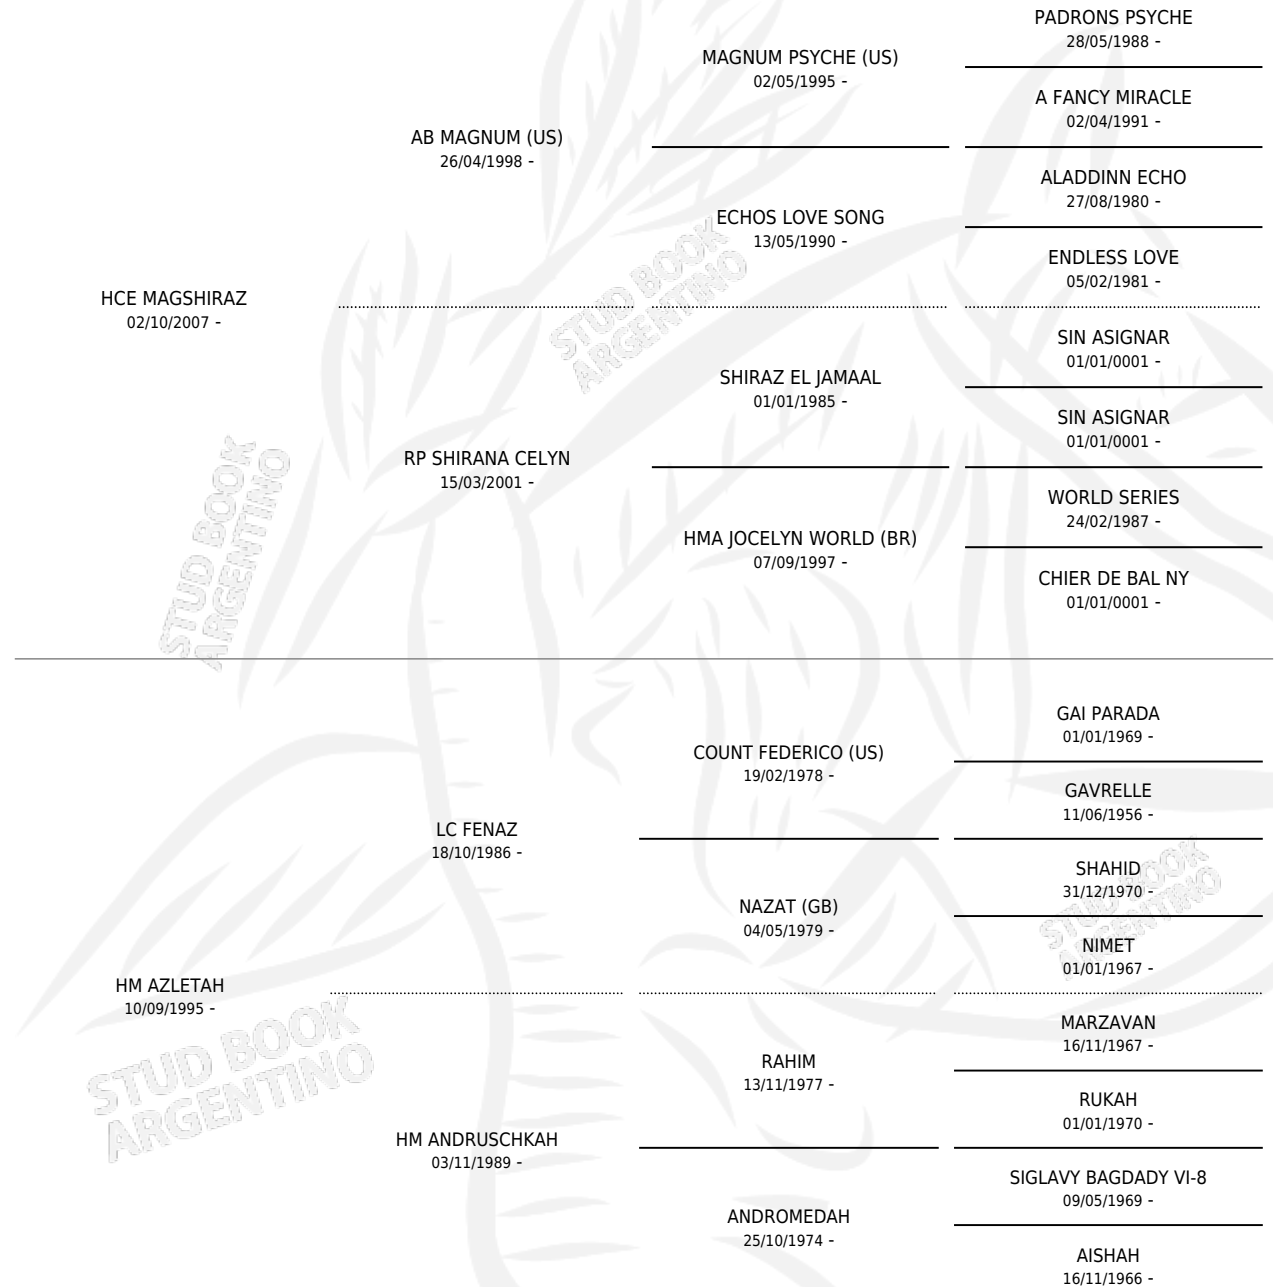 PADRONS PSYCHE
28/05/1988 -
MAGNUM PSYCHE (US)
02/05/1995 -
A FANCY MIRACLE
02/04/1991 -
AB MAGNUM (US)
26/04/1998 -
ALADDINN ECHO
27/08/1980 -
ECHOS LOVE SONG
13/05/1990 -
ENDLESS LOVE
05/02/1981 -
HCE MAGSHIRAZ
02/10/2007 -
STUD BOOK
ARGENTINO
SIN ASIGNAR
01/01/0001 -
SHIRAZ EL JAMAAL
01/01/1985 -
SIN ASIGNAR
01/01/0001 -
RP SHIRANA CELYN
15/03/2001 -
WORLD SERIES
24/02/1987 -
HMA JOCELYN WORLD (BR)
07/09/1997 -
CHIER DE BAL NY
01/01/0001 -
STUD BOOK
ARGENTINO
GAI PARADA
01/01/1969 -
COUNT FEDERICO (US)
19/02/1978 -
GAVRELLE
11/06/1956 -
LC FENAZ
18/10/1986 -
SHAHID
31/12/1970 -
NAZAT (GB)
04/05/1979 -
STUD BOOK
ARGENTINO
NIMET
01/01/1967 -
HM AZLETAH
10/09/1995 -
STUD BOOK
ARGENTINO
MARZAVAN
16/11/1967 -
RAHIM
13/11/1977 -
RUKAH
01/01/1970 -
HM ANDRUSCHKAH
03/11/1989 -
SIGLAVY BAGDADY VI-8
09/05/1969 -
ANDROMEDAH
25/10/1974 -
AISHAH
16/11/1966 -